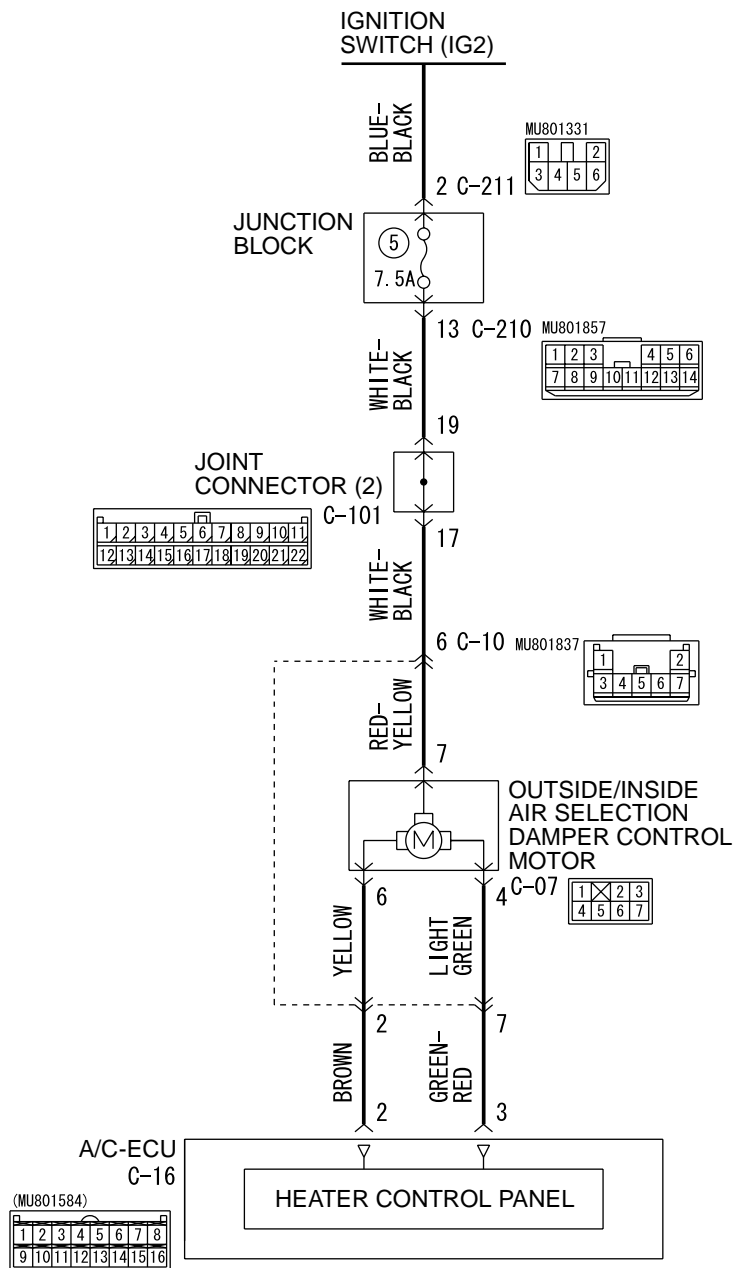 IGNITION
SWITCH (IG2)
BLUE-
BLACK
MU801331
1 2
3 4 5 6
2 C-211
JUNCTION
BLOCK
5
7.5A
13 C-210 MU801857
1 2 3 4 5 6
7 8 9 10 11 12 13 14
WHITE-
BLACK
19
JOINT
CONNECTOR (2)
C-101
1 2 3 4 5 6 7 8 9 10 11
12 13 14 15 16 17 18 19 20 21 22
17
WHITE-
BLACK
6 C-10 MU801837
1 2
3 4 5 6 7
RED-
YELLOW
7
M
OUTSIDE/INSIDE
AIR SELECTION
DAMPER CONTROL
MOTOR
6
4
C-07
1 2 3
4 5 6 7
YELLOW
LIGHT
GREEN
2
7
BROWN
GREEN-
RED
2
3
A/C-ECU
C-16
HEATER CONTROL PANEL
(MU801584)
1 2 3 4 5 6 7 8
9 10 11 12 13 14 15 16